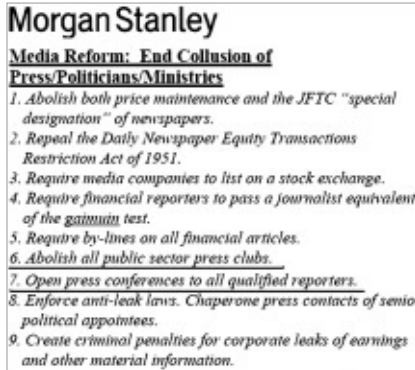 Morgan Stanley
Media Reform: End Collusion of
Press/Politicians/Ministries
1. Abolish both price maintenance and the JFTC "special
designation" of newspapers.
2. Repeal the Daily Newspaper Equity Transactions
Restriction Act of 1951.
3. Require media companies to list on a stock exchange.
4. Require financial reporters to pass a journalist equivalent
of the gaimuin test.
5. Require by-lines on all financial articles.
6. Abolish all public sector press clubs.
7. Open press conferences to all qualified reporters.
8. Enforce anti-leak laws. Chaperone press contacts of senio
political appointees.
9. Create criminal penalties for corporate leaks of earnings
and other material information.